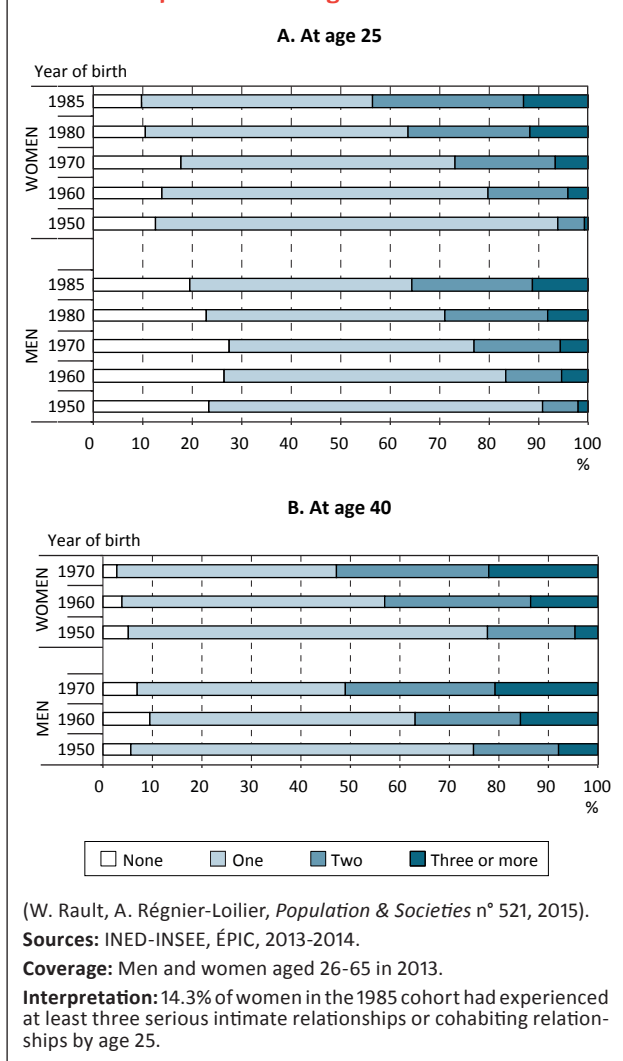 A. At age 25
Year of birth
WOMEN
1985
1980
1970
1960
1950
MEN
1985
1980
1970
1960
1950
0 10 20 30 40 50 60 70 80 90 100
%
B. At age 40
Year of birth
WOMEN
1970
1960
1950
MEN
1970
1960
1950
0 10 20 30 40 50 60 70 80 90 100
%
None One Two Three or more
(W. Rault, A. Régnier-Loilier, Population & Societies n° 521, 2015).
Sources: INED-INSEE, ÉPIC, 2013-2014.
Coverage: Men and women aged 26-65 in 2013.
Interpretation: 14.3% of women in the 1985 cohort had experienced
at least three serious intimate relationships or cohabiting relation-
ships by age 25.